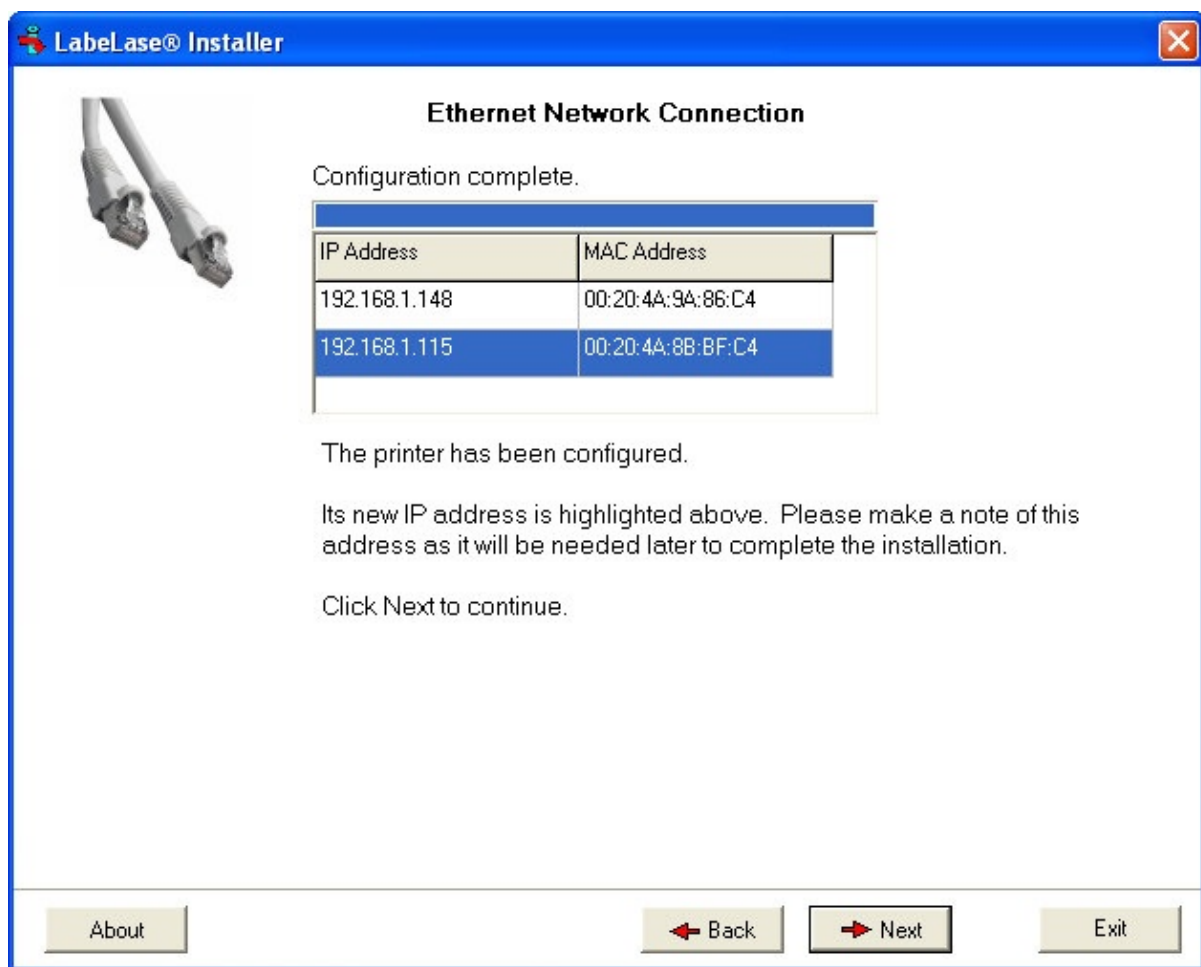 LabeLase® Installer
Ethernet Network Connection
Configuration complete.
IP Address MAC Address
192.168.1.148 00:20:4A:9A:86:C4
192.168.1.115 00:20:4A:8B:BF:C4
The printer has been configured.
Its new IP address is highlighted above. Please make a note of this
address as it will be needed later to complete the installation.
Click Next to continue.
About Back Next Exit